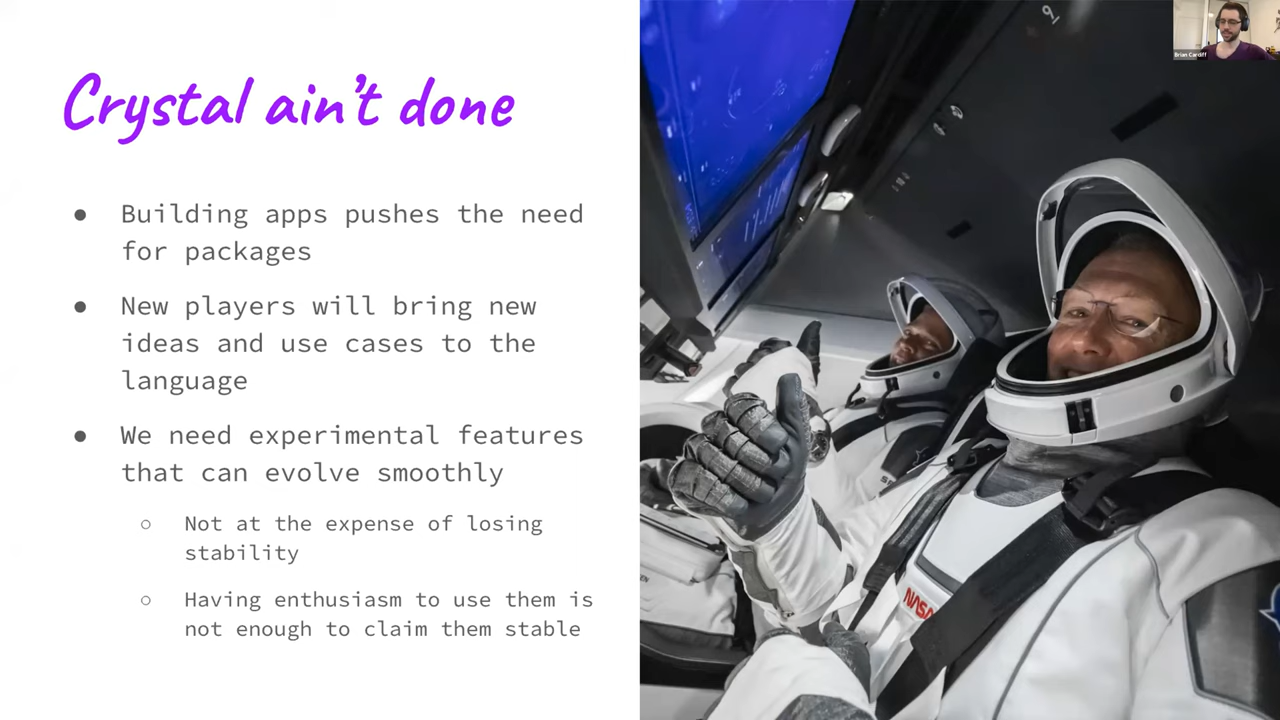 Brian Cardiff
Crystal ain't done
● Building apps pushes the need
for packages
● New players will bring new
ideas and use cases to the
language
● We need experimental features
that can evolve smoothly
○ Not at the expense of losing
stability
○ Having enthusiasm to use them is
not enough to claim them stable
NASA